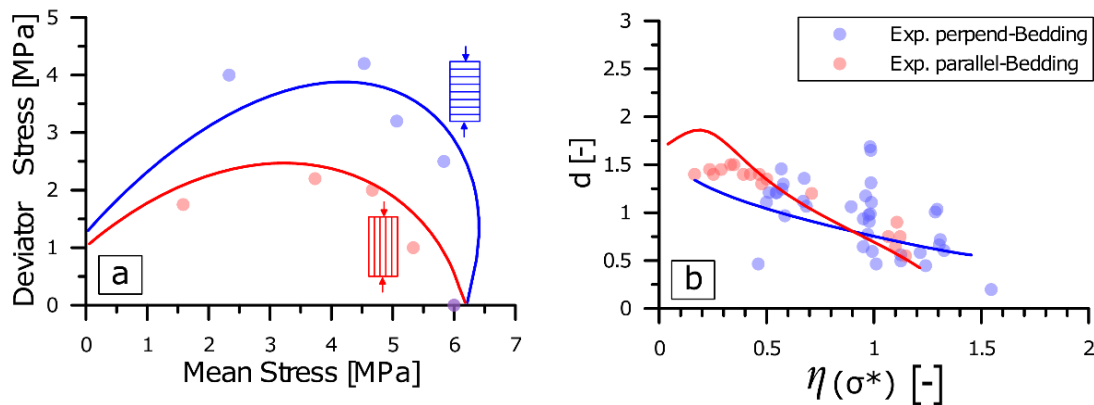 Deviator Stress [MPa]
5
4
3
2
1
0
a
0 1 2 3 4 5 6 7
Mean Stress [MPa]
d [-]
3
2.5
2
1.5
1
0.5
0
Exp. perpend-Bedding
Exp. parallel-Bedding
b
0 0.5 1 1.5 2
η (σ*) [-]